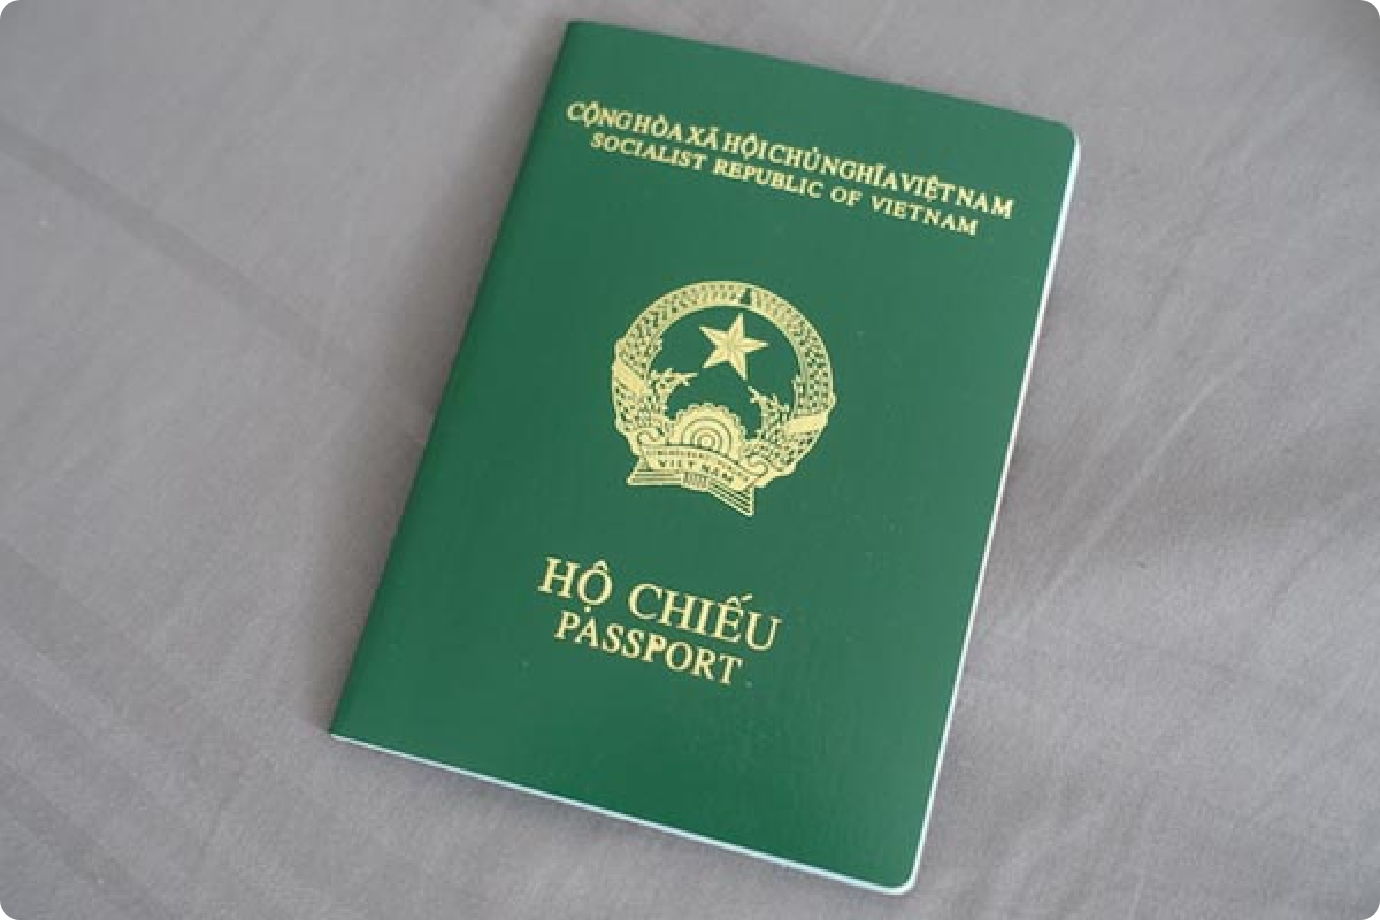 CỘNG HÒA XÃ HỘI CHỦ NGHĨA VIỆT NAM
SOCIALIST REPUBLIC OF VIETNAM
VIỆT NAM
HỘ CHIẾU
PASSPORT